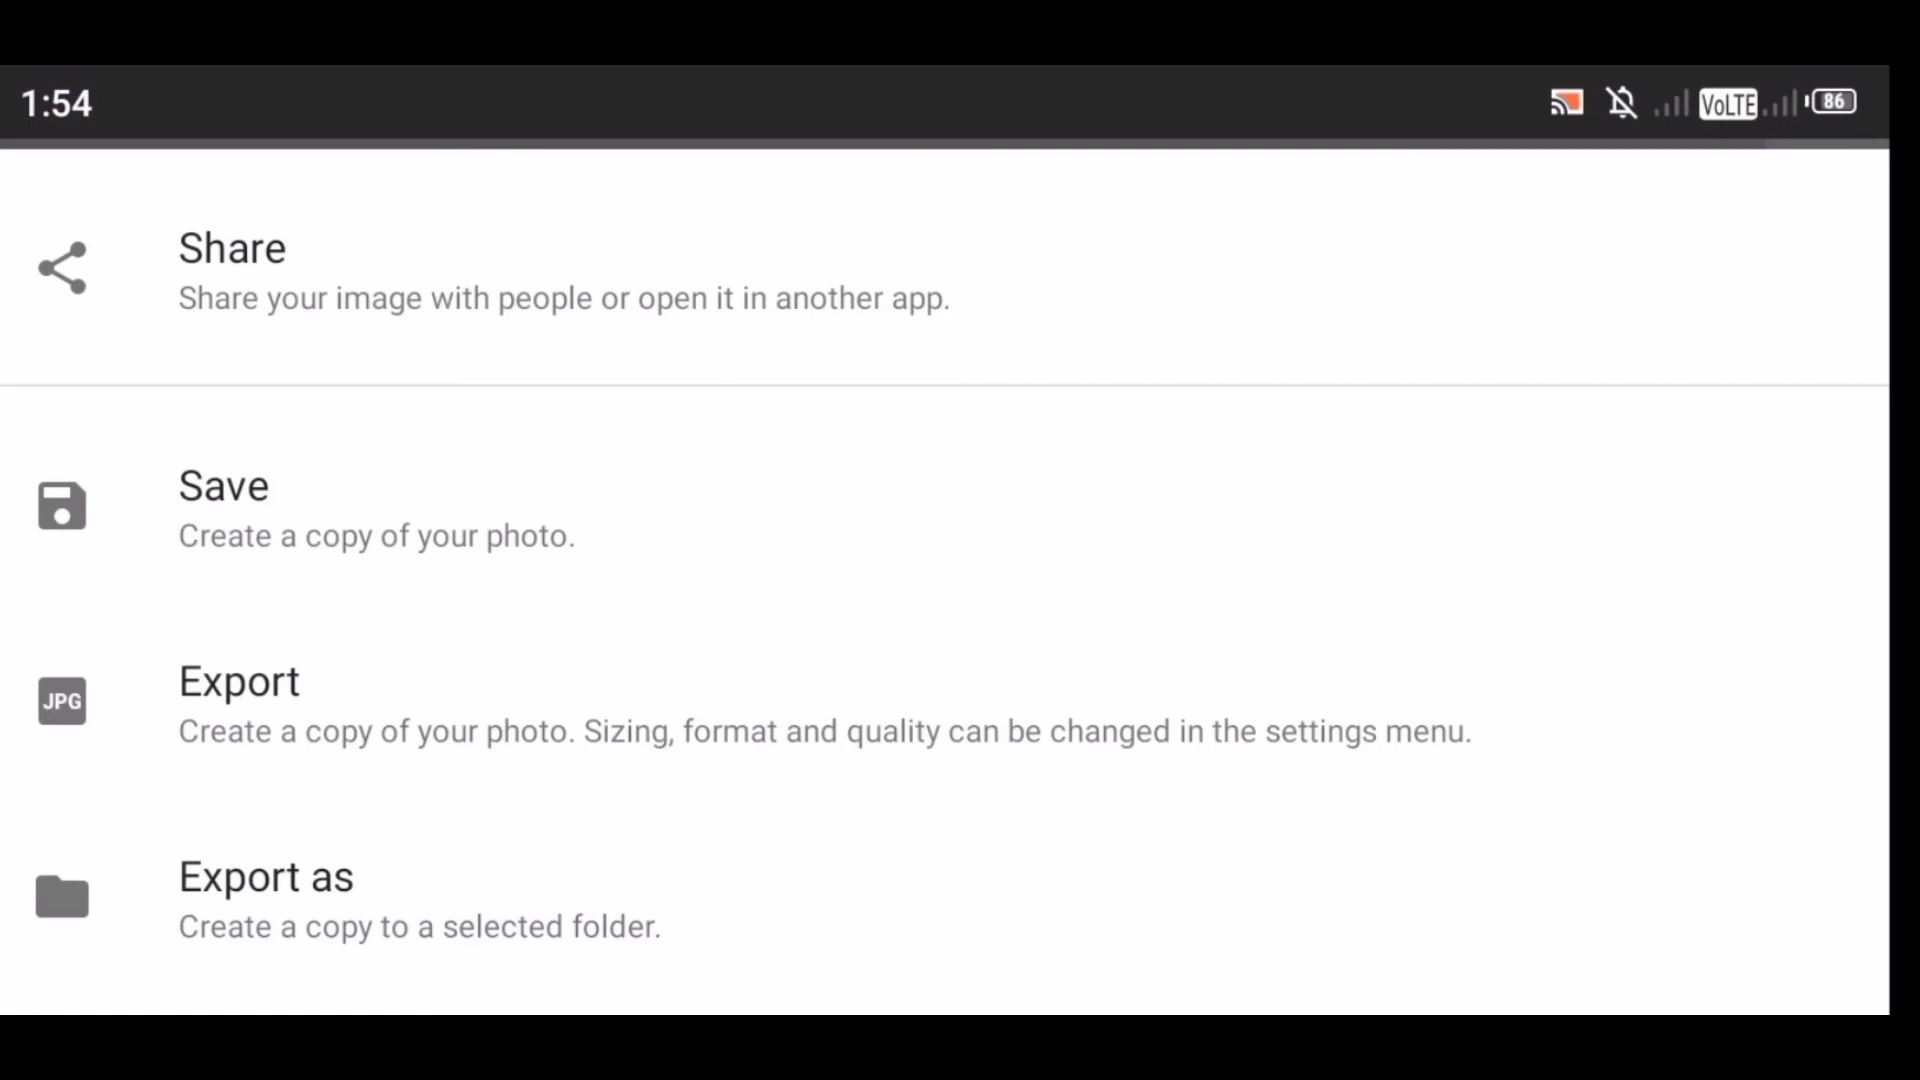 1:54
VoLTE
86
Share
Share your image with people or open it in another app.
Save
Create a copy of your photo.
JPG
Export
Create a copy of your photo. Sizing, format and quality can be changed in the settings menu.
Export as
Create a copy to a selected folder.